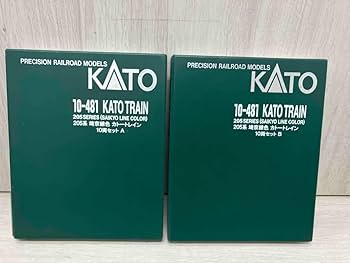 PRECISION RAILROAD MODELS
KATO
10-481 KATO TRAIN
205 SERIES (SAIKYO LINE COLOR)
205系 埼京線色 カトートレイン
10両セット A
PRECISION RAILROAD MODELS
KATO
10-481 KATO TRAIN
205 SERIES (SAIKYO LINE COLOR)
205系 埼京線色 カトートレイン
10両セット B